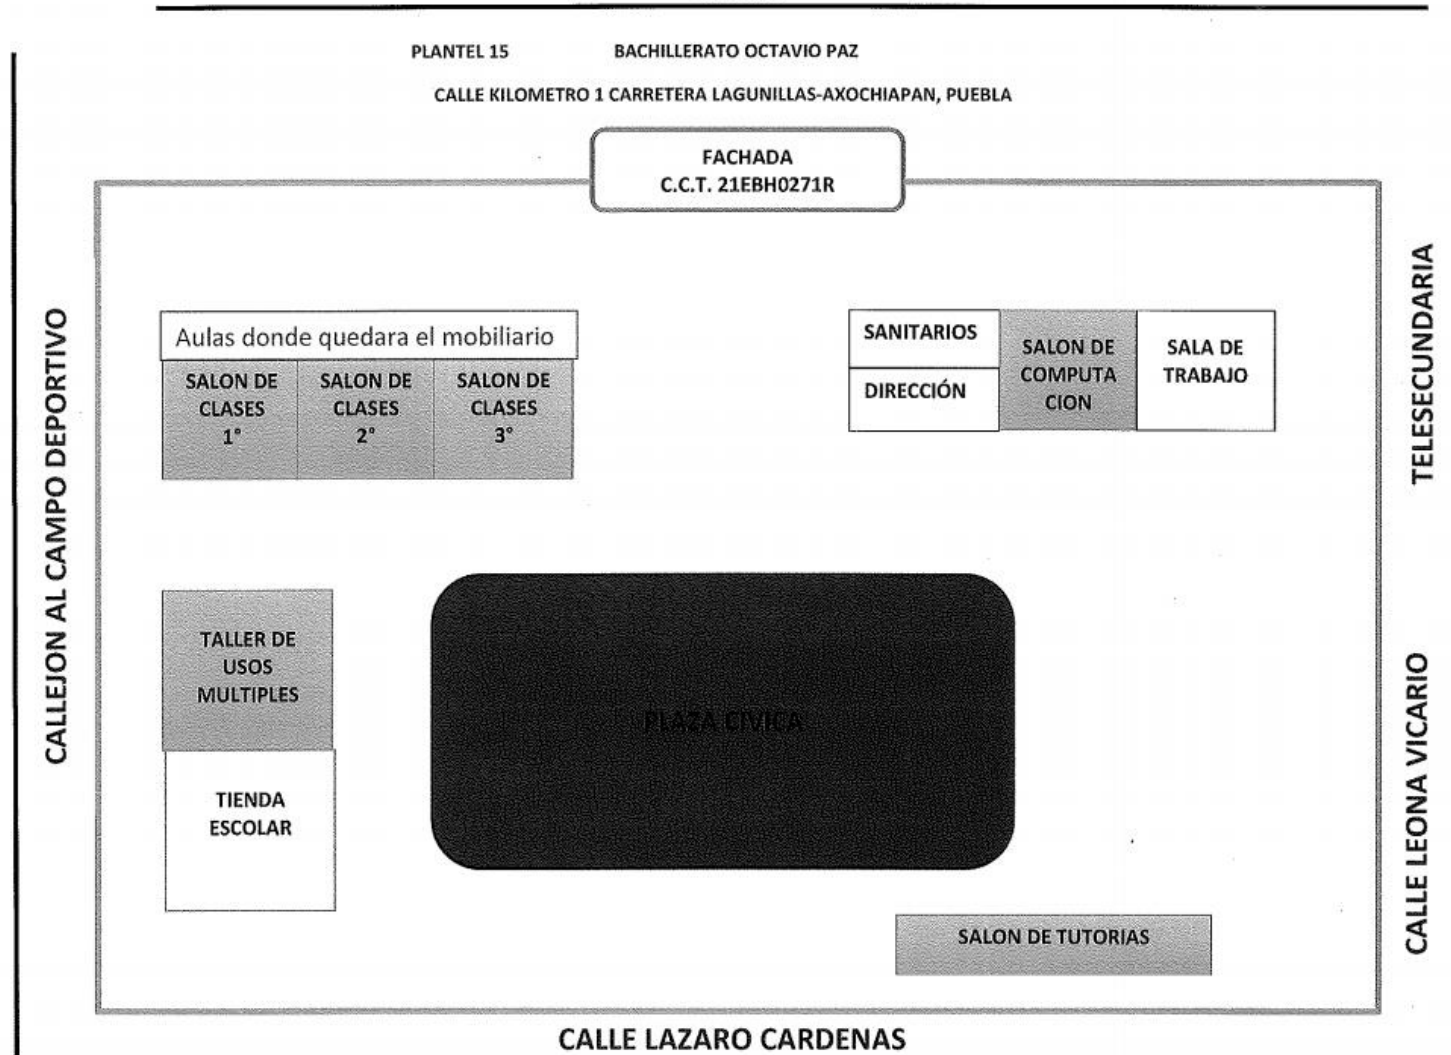 PLANTEL 15 BACHILLERATO OCTAVIO PAZ
CALLE KILOMETRO 1 CARRETERA LAGUNILLAS-AXOCHIAPAN, PUEBLA
FACHADA
C.C.T. 21EBH0271R
CALLEJON AL CAMPO DEPORTIVO
Aulas donde quedara el mobiliario
SALON DE
CLASES
1°
SALON DE
CLASES
2°
SALON DE
CLASES
3°
SANITARIOS
DIRECCIÓN
SALON DE
COMPUTA
CION
SALA DE
TRABAJO
TELESECUNDARIA
TALLER DE
USOS
MULTIPLES
TIENDA
ESCOLAR
PLAZA CIVICA
SALON DE TUTORIAS
CALLE LEONA VICARIO
CALLE LAZARO CARDENAS